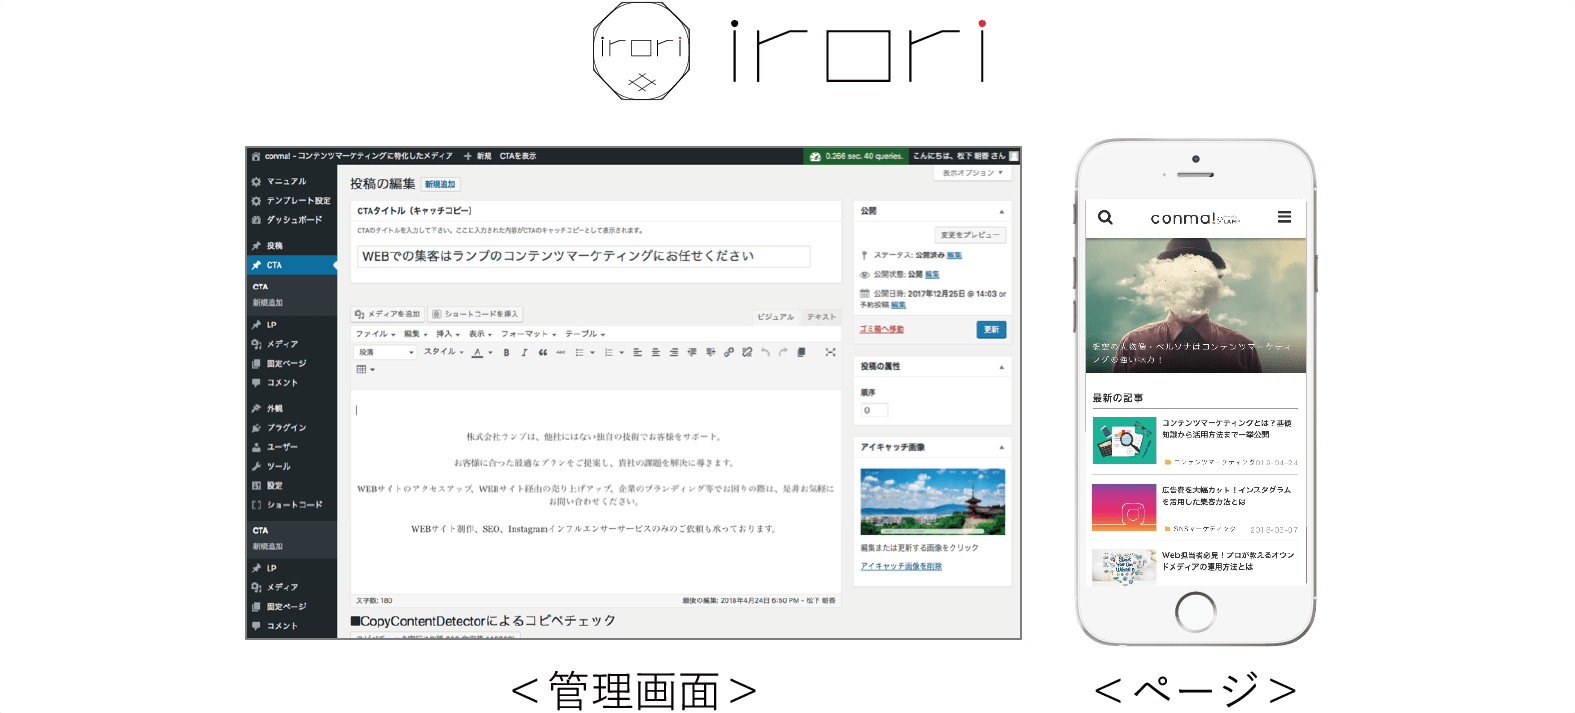 irori
irori
conma! - コンテンツマーケティングに特化したメディア ＋ 新規 CTAを表示
0.266 sec. 40 queries.
こんにちは、松下 朝香 さん
マニュアル
テンプレート設定
ダッシュボード
投稿
CTA
CTA
新規追加
LP
メディア
固定ページ
コメント
外観
プラグイン
ユーザー
ツール
設定
ショートコード
CTA
新規追加
LP
メディア
固定ページ
コメント
表示オプション ▼
投稿の編集 新規追加
CTAタイトル（キャッチコピー）
CTAのタイトルを入力して下さい。ここに入力された内容がCTAのキャッチコピーとして表示されます。
WEBでの集客はランプのコンテンツマーケティングにお任せください
メディアを追加 ショートコードを挿入
ビジュアル テキスト
ファイル 編集 挿入 表示 フォーマット テーブル
段落 スタイル A B I
株式会社ランプは、他社にはない独自の技術でお客様をサポート。
お客様に合った最適なプランをご提案し、貴社の課題を解決に導きます。
WEBサイトのアクセスアップ、WEBサイト経由の売り上げアップ、企業のブランディング等でお困りの際は、是非お気軽に
お問い合わせください。
WEBサイト制作、SEO、Instagramインフルエンサーサービスのみのご依頼も承っております。
文字数: 180
最後の編集: 2018年4月24日 6:50 PM - 松下 朝香
■CopyContentDetectorによるコピペチェック
公開
変更をプレビュー
ステータス: 公開済み 編集
公開状態: 公開 編集
公開日時: 2017年12月25日 @ 14:03 or
予約投稿 編集
ゴミ箱へ移動 更新
投稿の属性
順序
0
アイキャッチ画像
編集または更新する画像をクリック
アイキャッチ画像を削除
conma! LAMP
架空の人物像・ペルソナはコンテンツマーケティ
ングの強い味方！
最新の記事
コンテンツマーケティングとは？基礎
知識から活用方法まで一挙公開
コンテンツマーケティング
広告費を大幅カット！インスタグラム
を活用した集客方法とは
SNSマーケティング 2018-03-07
Web担当者必見！プロが教えるオウン
ドメディアの運用方法とは
＜管理画面＞
＜ページ＞